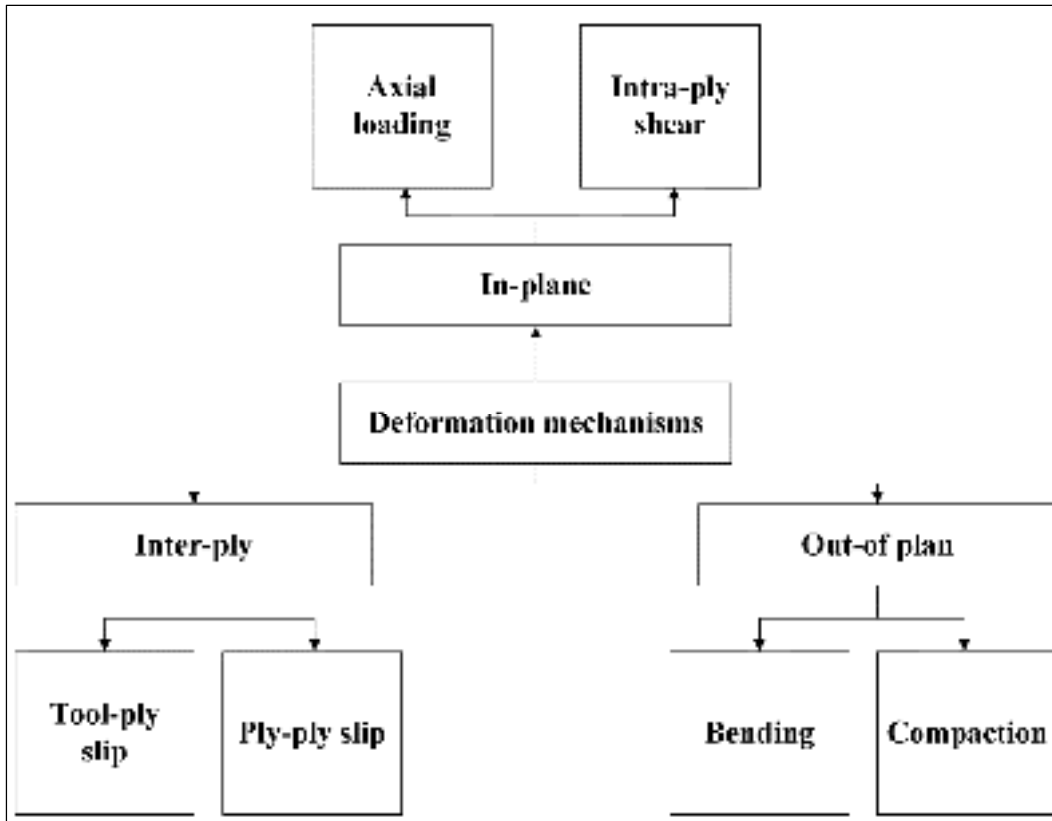 Axial
loading
Intra-ply
shear
In-plane
Deformation mechanisms
Inter-ply
Out-of plan
Tool-ply
slip
Ply-ply slip
Bending
Compaction